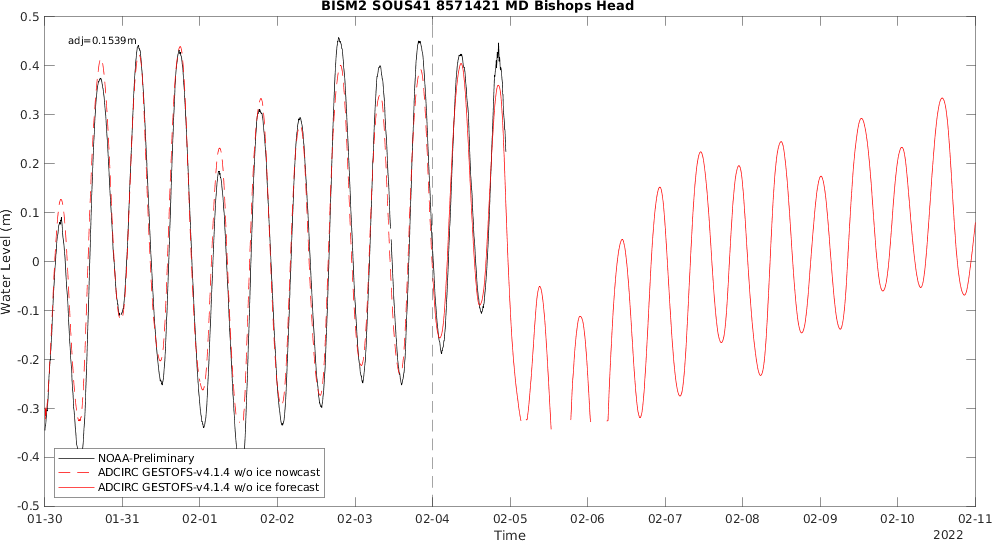 BISM2 SOUS41 8571421 MD Bishops Head
0.5
adj=0.1539m
0.4
0.3
0.2
0.1
0
-0.1
-0.2
-0.3
-0.4
-0.5
Water Level (m)
NOAA-Preliminary
ADCIRC GESTOFS-v4.1.4 w/o ice nowcast
ADCIRC GESTOFS-v4.1.4 w/o ice forecast
01-30 01-31 02-01 02-02 02-03 02-04 02-05 02-06 02-07 02-08 02-09 02-10 02-11
Time
2022